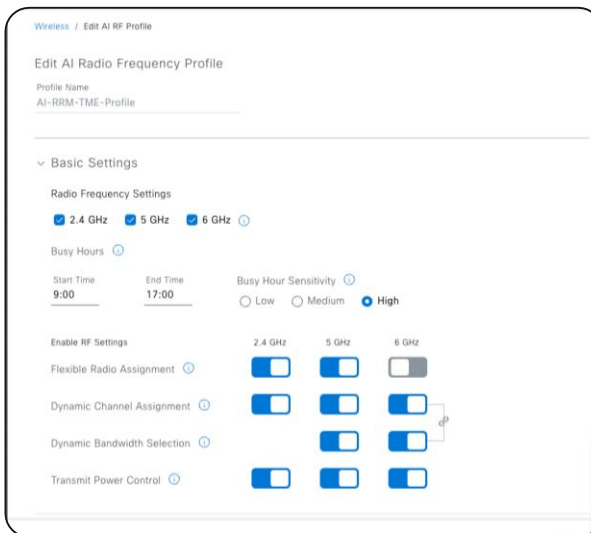 Wireless / Edit AI RF Profile
Edit AI Radio Frequency Profile
Profile Name
AI-RRM-TME-Profile
Basic Settings
Radio Frequency Settings
2.4 GHz 5 GHz 6 GHz
Busy Hours
Start Time End Time Busy Hour Sensitivity
9:00 17:00 Low Medium High
Enable RF Settings 2.4 GHz 5 GHz 6 GHz
Flexible Radio Assignment
Dynamic Channel Assignment
Dynamic Bandwidth Selection
Transmit Power Control